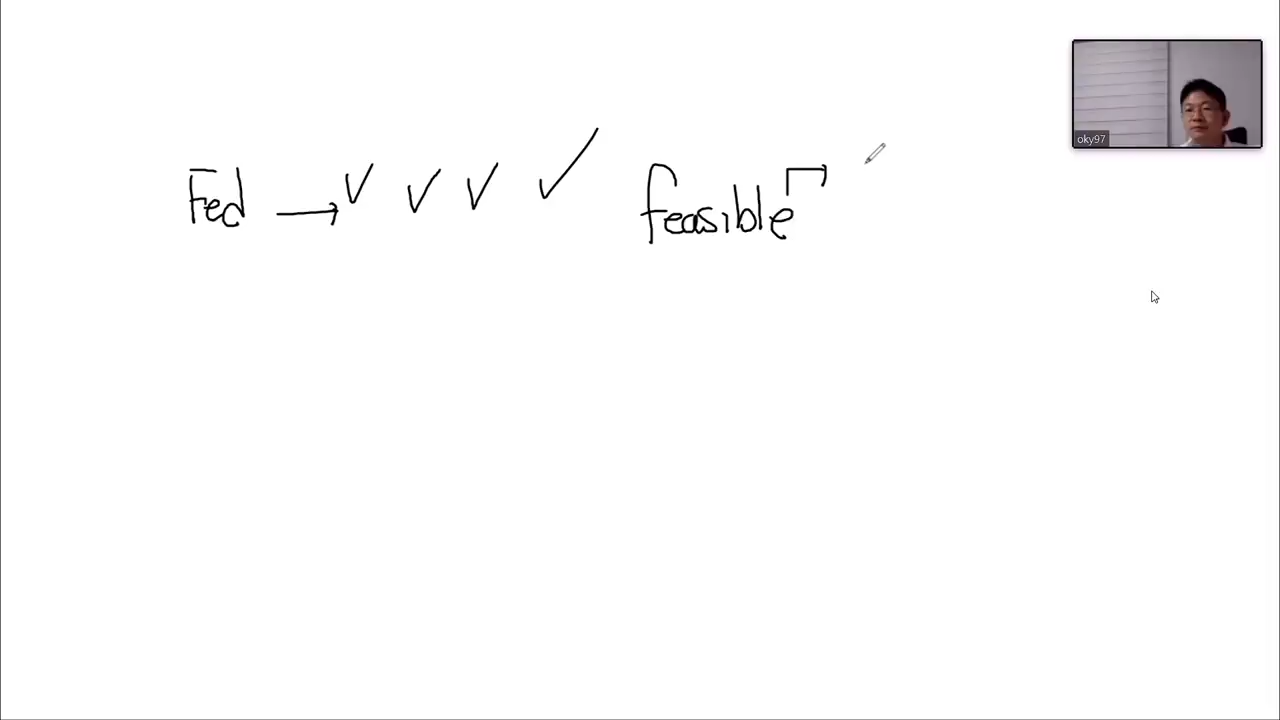 Fed → ✓ ✓ ✓ ✓ feasible
oky97